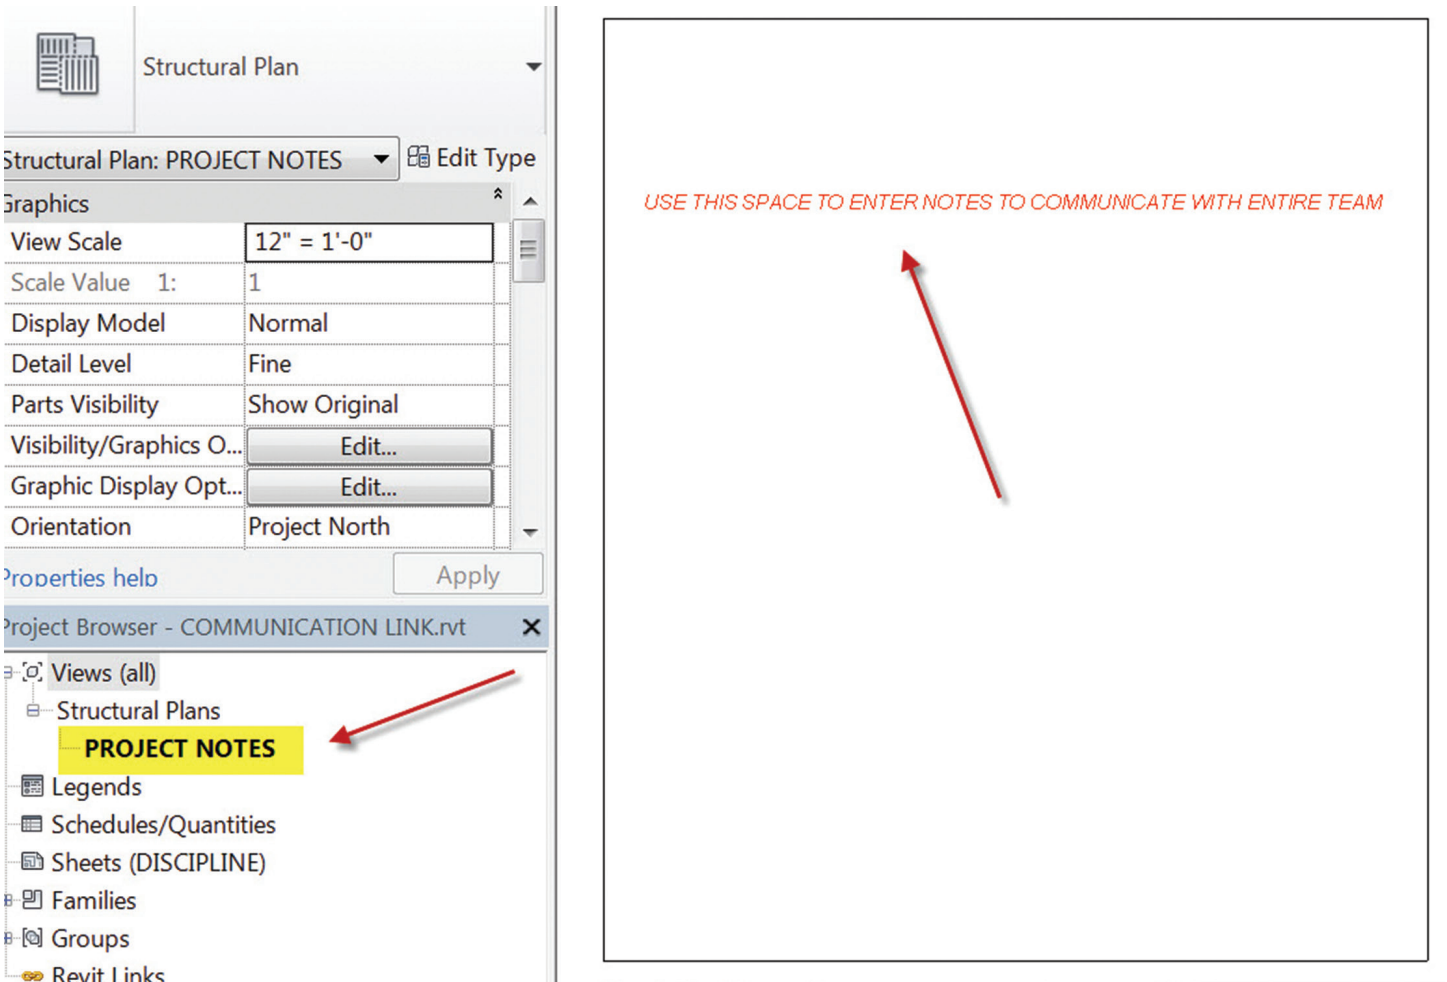 Structural Plan
Structural Plan: PROJECT NOTES
Edit Type
Graphics
View Scale 12" = 1'-0"
Scale Value 1: 1
Display Model Normal
Detail Level Fine
Parts Visibility Show Original
Visibility/Graphics O... Edit...
Graphic Display Opt... Edit...
Orientation Project North
Properties help Apply
Project Browser - COMMUNICATION LINK.rvt
Views (all)
Structural Plans
PROJECT NOTES
Legends
Schedules/Quantities
Sheets (DISCIPLINE)
Families
Groups
Revit Links
USE THIS SPACE TO ENTER NOTES TO COMMUNICATE WITH ENTIRE TEAM